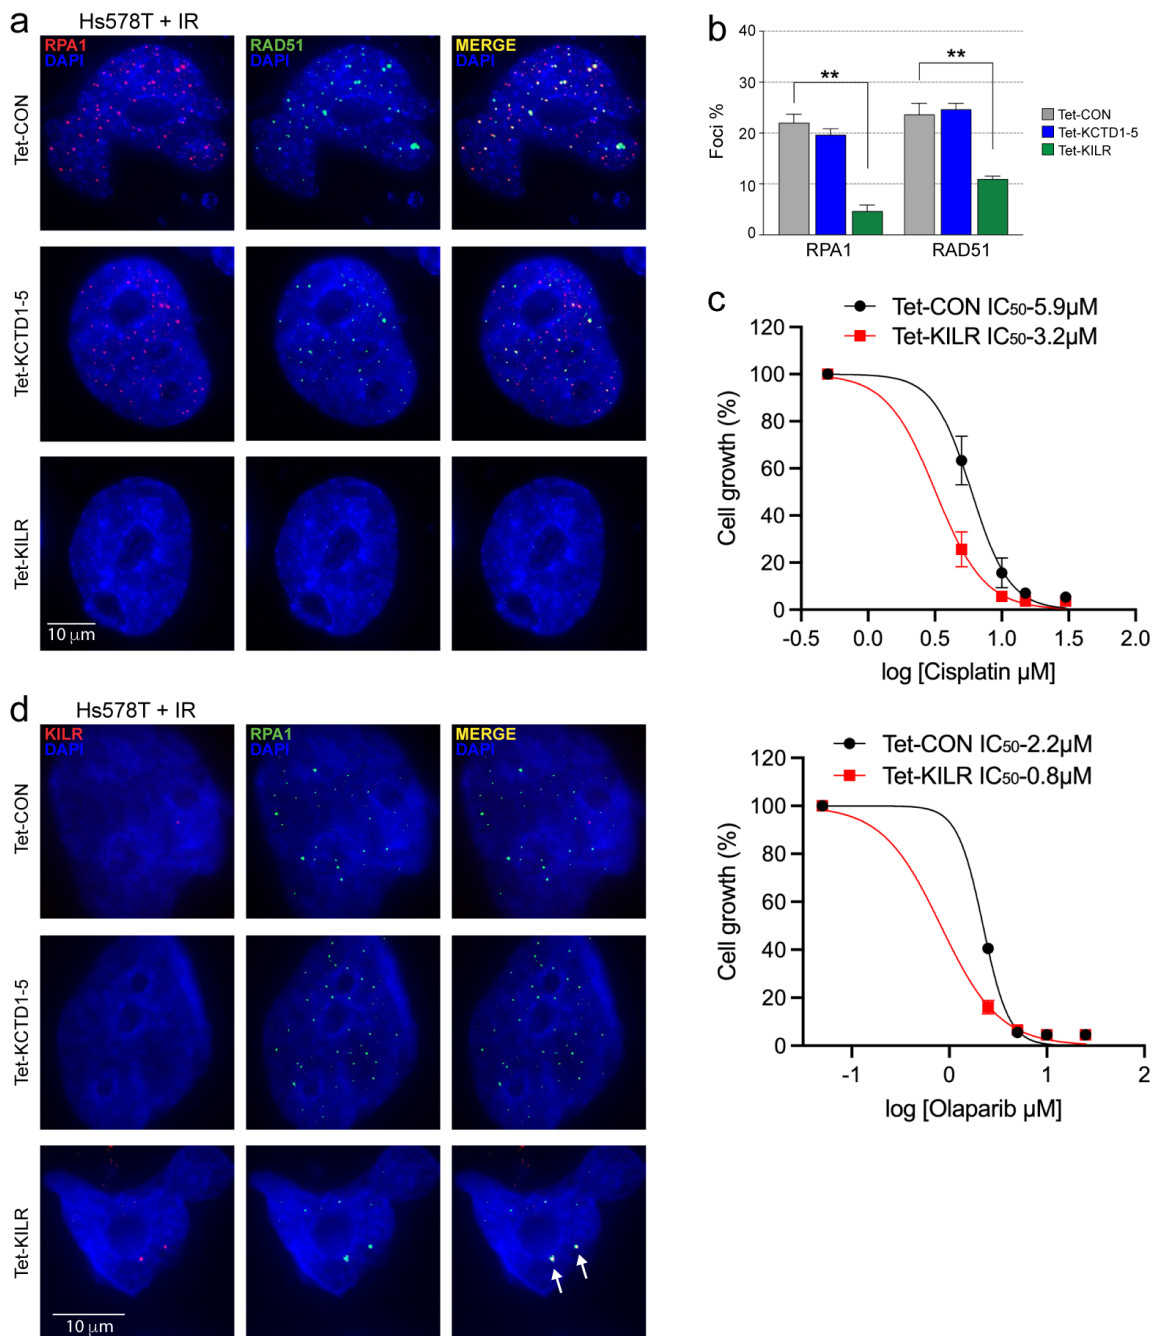 a
Hs578T + IR
RPA1
DAPI
RAD51
DAPI
MERGE
DAPI
Tet-CON
Tet-KCTD1-5
Tet-KILR
10 µm
b
Foci %
40
30
20
10
0
**
**
RPA1
RAD51
Tet-CON
Tet-KCTD1-5
Tet-KILR
c
Tet-CON IC₅₀-5.9µM
Tet-KILR IC₅₀-3.2µM
Cell growth (%)
120
100
80
60
40
20
0
-0.5 0.0 0.5 1.0 1.5 2.0
log [Cisplatin µM]
Tet-CON IC₅₀-2.2µM
Tet-KILR IC₅₀-0.8µM
Cell growth (%)
120
100
80
60
40
20
0
-1 0 1 2
log [Olaparib µM]
d
Hs578T + IR
KILR
DAPI
RPA1
DAPI
MERGE
DAPI
Tet-CON
Tet-KCTD1-5
Tet-KILR
10 µm